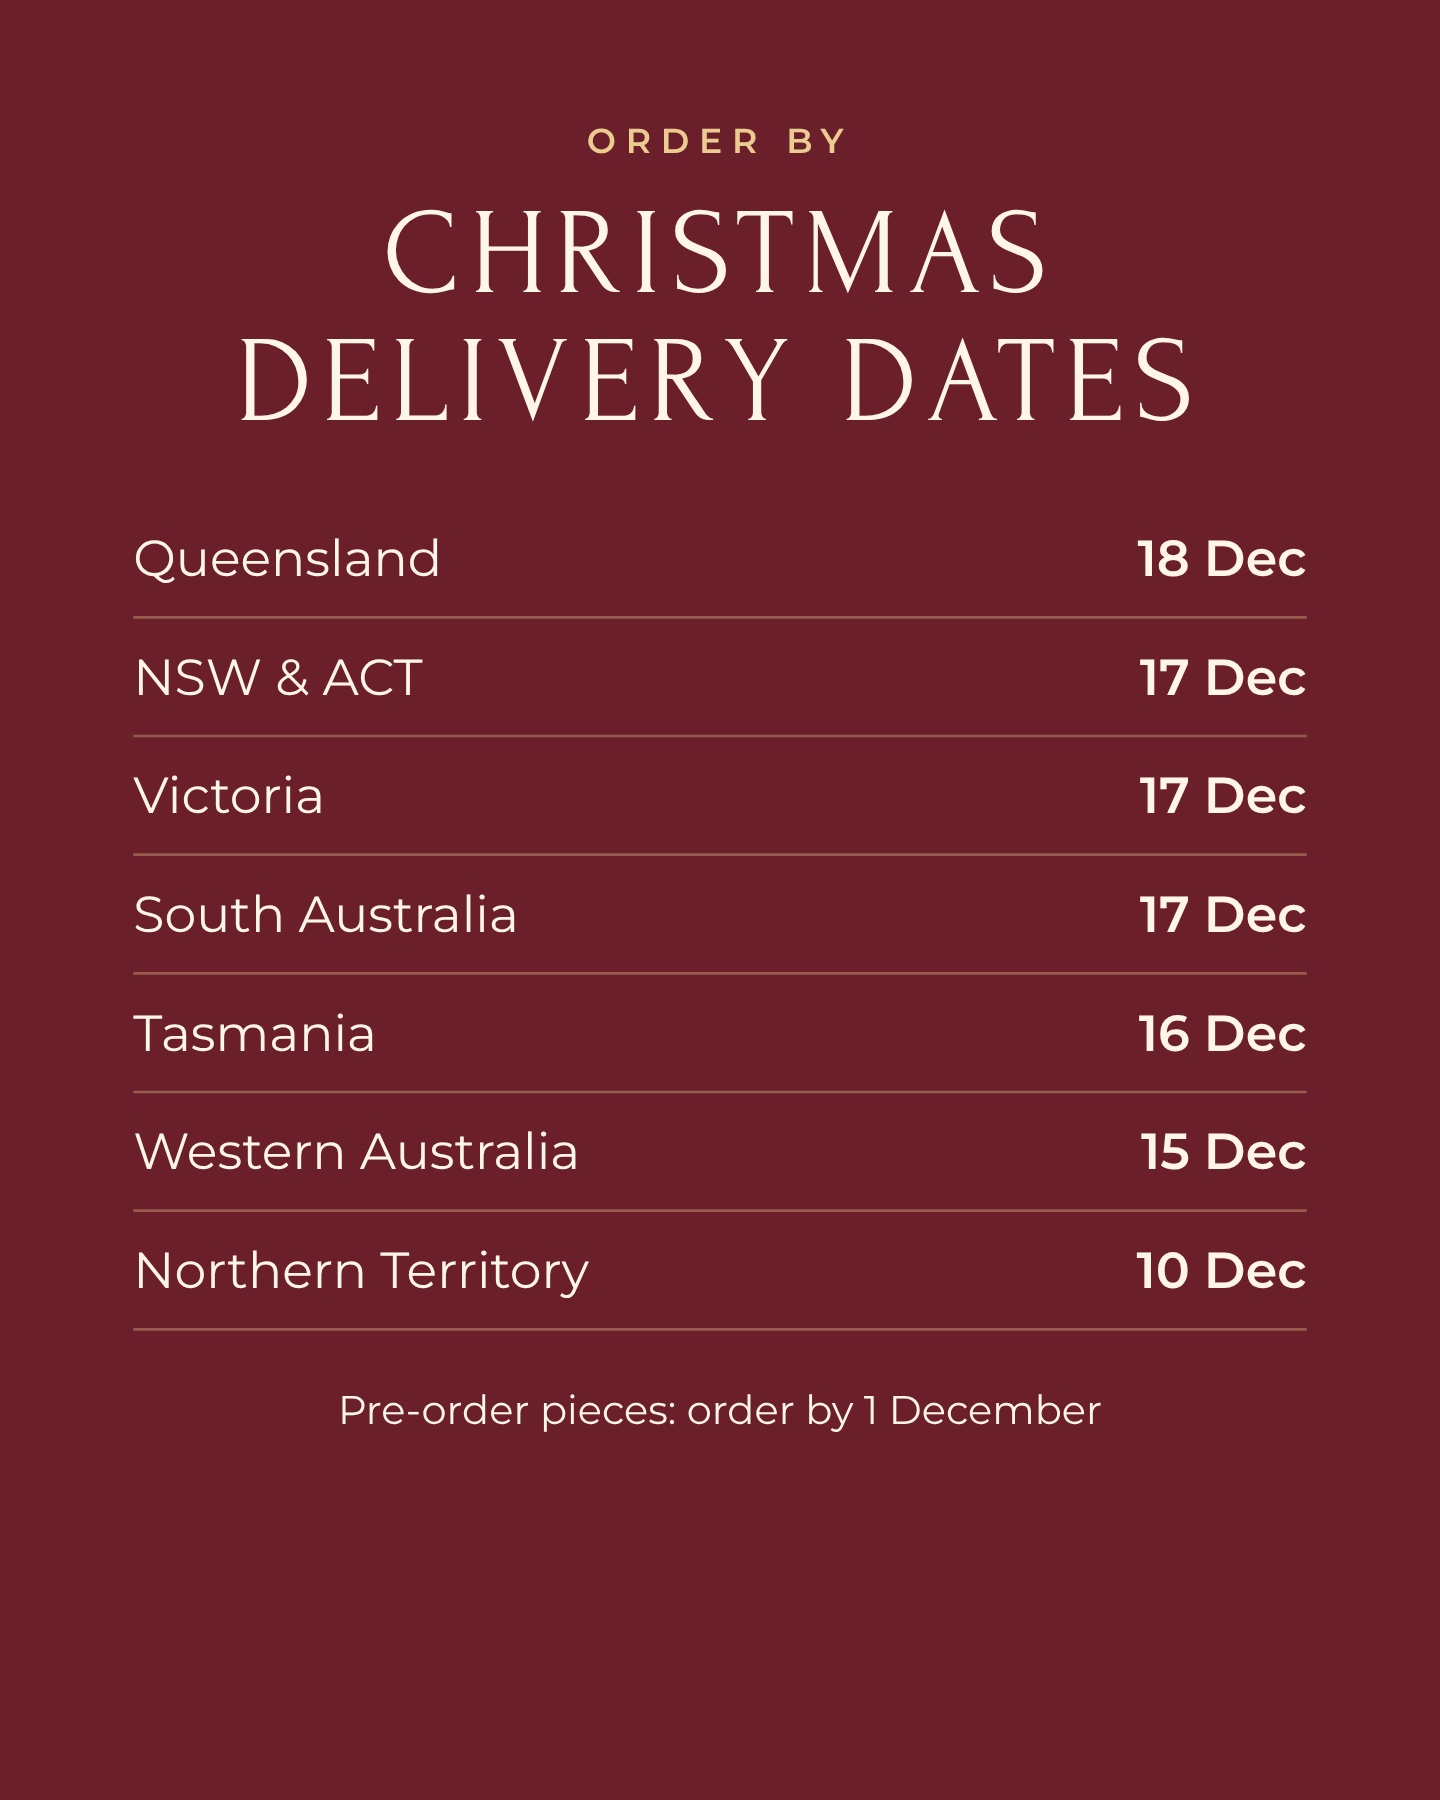 ORDER BY
CHRISTMAS
DELIVERY DATES
Queensland 18 Dec
NSW & ACT 17 Dec
Victoria 17 Dec
South Australia 17 Dec
Tasmania 16 Dec
Western Australia 15 Dec
Northern Territory 10 Dec
Pre-order pieces: order by 1 December